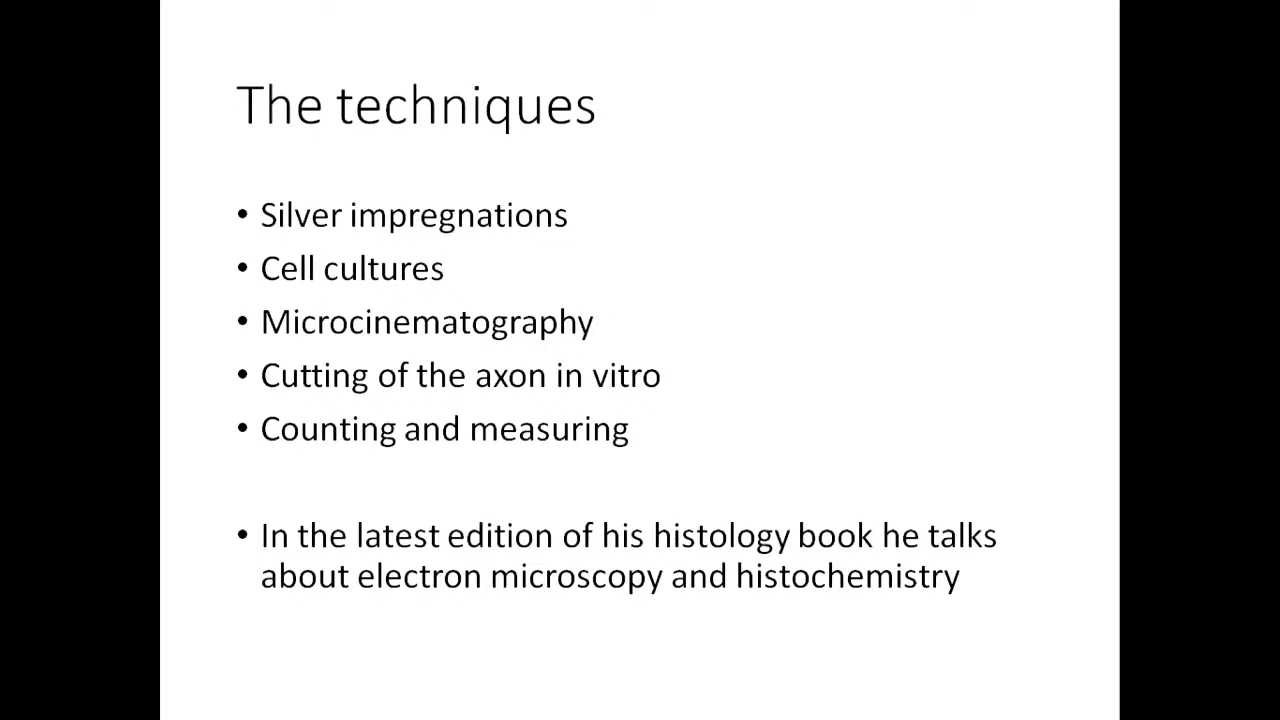 The techniques
• Silver impregnations
• Cell cultures
• Microcinematography
• Cutting of the axon in vitro
• Counting and measuring
• In the latest edition of his histology book he talks
about electron microscopy and histochemistry